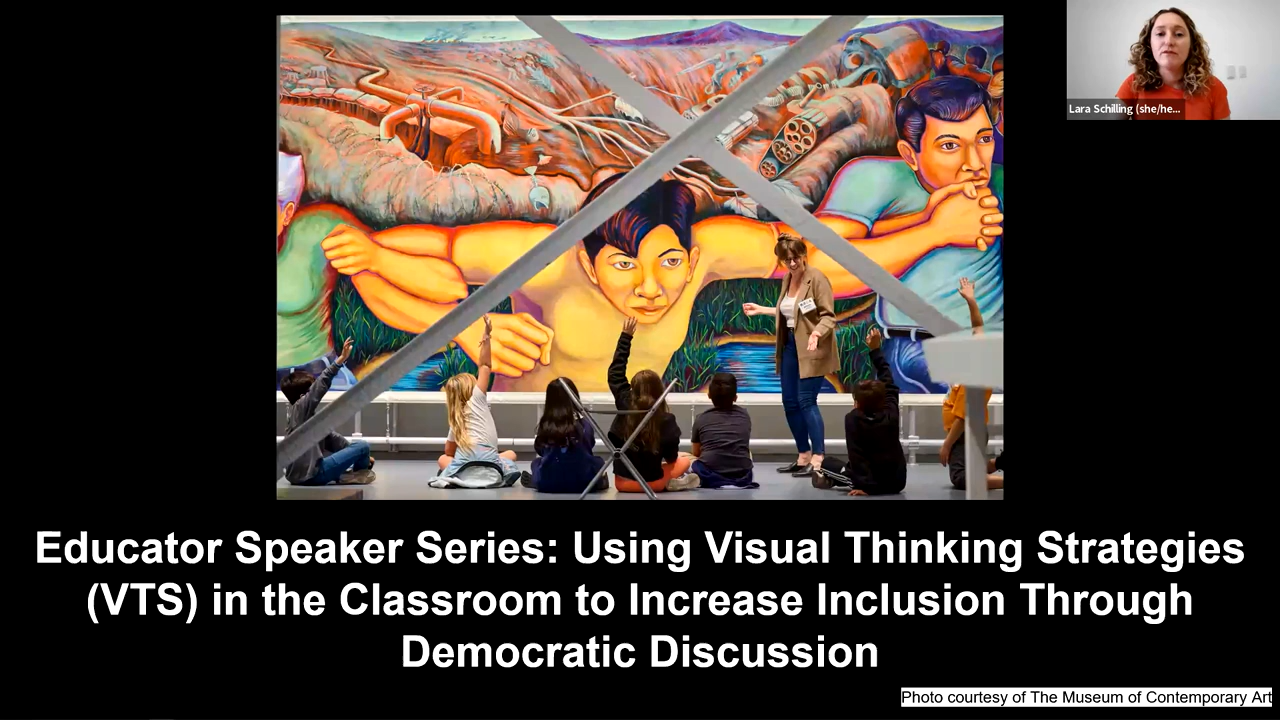 Lara Schilling (she/he...
Educator Speaker Series: Using Visual Thinking Strategies
(VTS) in the Classroom to Increase Inclusion Through
Democratic Discussion
Photo courtesy of The Museum of Contemporary Art